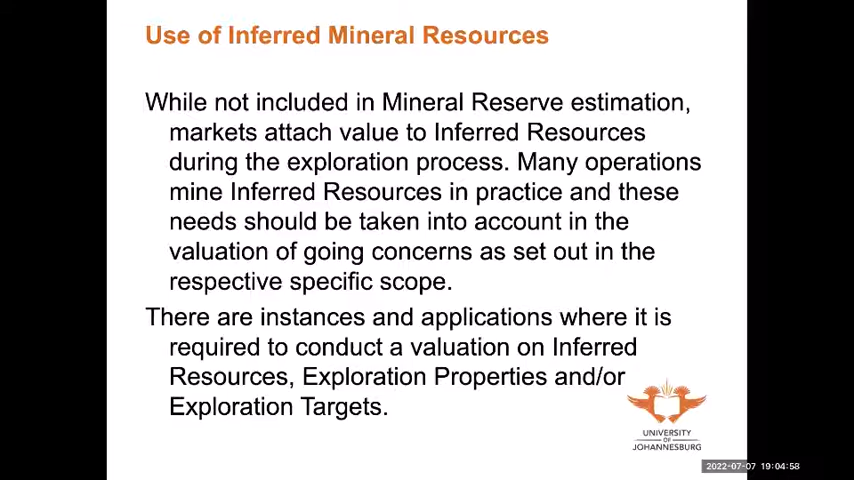 Use of Inferred Mineral Resources
While not included in Mineral Reserve estimation,
markets attach value to Inferred Resources
during the exploration process. Many operations
mine Inferred Resources in practice and these
needs should be taken into account in the
valuation of going concerns as set out in the
respective specific scope.
There are instances and applications where it is
required to conduct a valuation on Inferred
Resources, Exploration Properties and/or
Exploration Targets.
UNIVERSITY
OF
JOHANNESBURG
2022-07-07 19:04:58